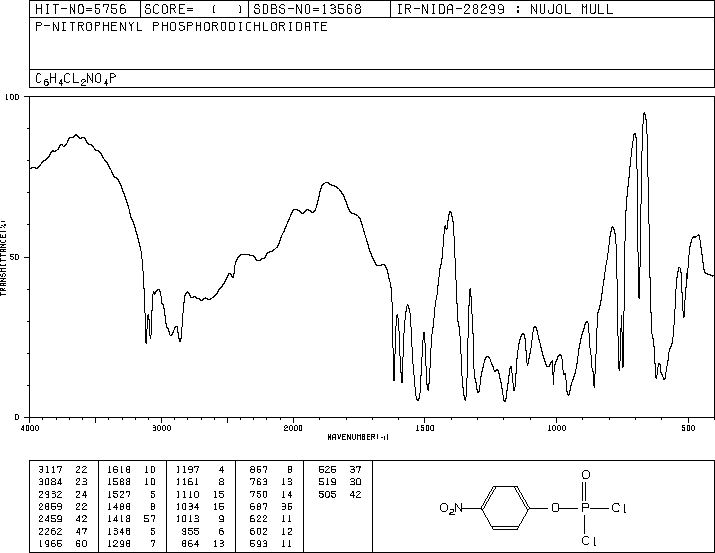 HIT-NO=5756 SCORE= ( ) SDBS-NO=13568 IR-NIDA-28299 : NUJOL MULL
P-NITROPHENYL PHOSPHORODICHLORIDATE
C6H4CL2NO4P
100
50
0
TRANSMITTANCE(%)
4000 3000 2000 1500 1000 500
WAVENUMBER(-1)
3117 22 1618 10 1197 4 867 8 626 37
3084 23 1588 10 1161 8 763 13 519 30
2932 24 1527 5 1110 15 750 14 505 42
2869 22 1488 8 1034 16 687 36
2459 42 1418 57 1013 9 622 11
2262 47 1348 5 955 6 602 12
1966 60 1298 7 864 13 593 11
O
O2N O P Cl
Cl